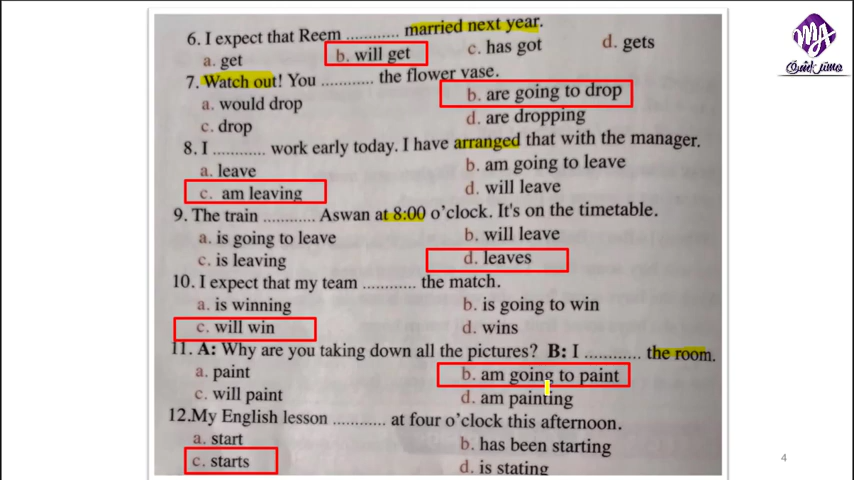 6. I expect that Reem ............ married next year.
a. get b. will get c. has got d. gets
7. Watch out! You ............ the flower vase.
a. would drop b. are going to drop
c. drop d. are dropping
8. I ............ work early today. I have arranged that with the manager.
a. leave b. am going to leave
c. am leaving d. will leave
9. The train ............ Aswan at 8:00 o'clock. It's on the timetable.
a. is going to leave b. will leave
c. is leaving d. leaves
10. I expect that my team ............ the match.
a. is winning b. is going to win
c. will win d. wins
11. A: Why are you taking down all the pictures? B: I ............ the room.
a. paint b. am going to paint
c. will paint d. am painting
12.My English lesson ............ at four o'clock this afternoon.
a. start b. has been starting
c. starts d. is stating
4